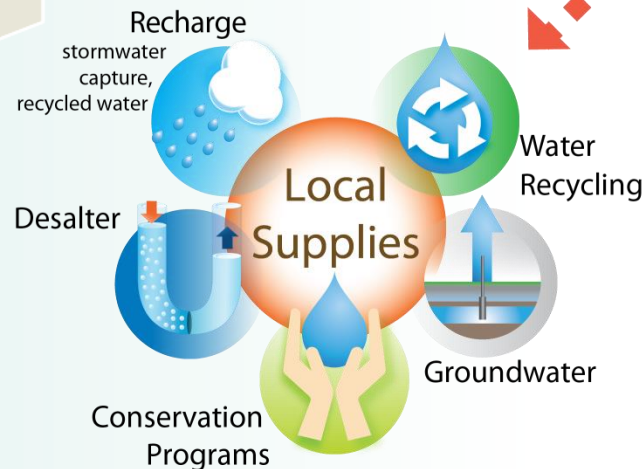 Recharge
stormwater
capture,
recycled water
Water
Recycling
Local
Supplies
Desalter
Groundwater
Conservation
Programs